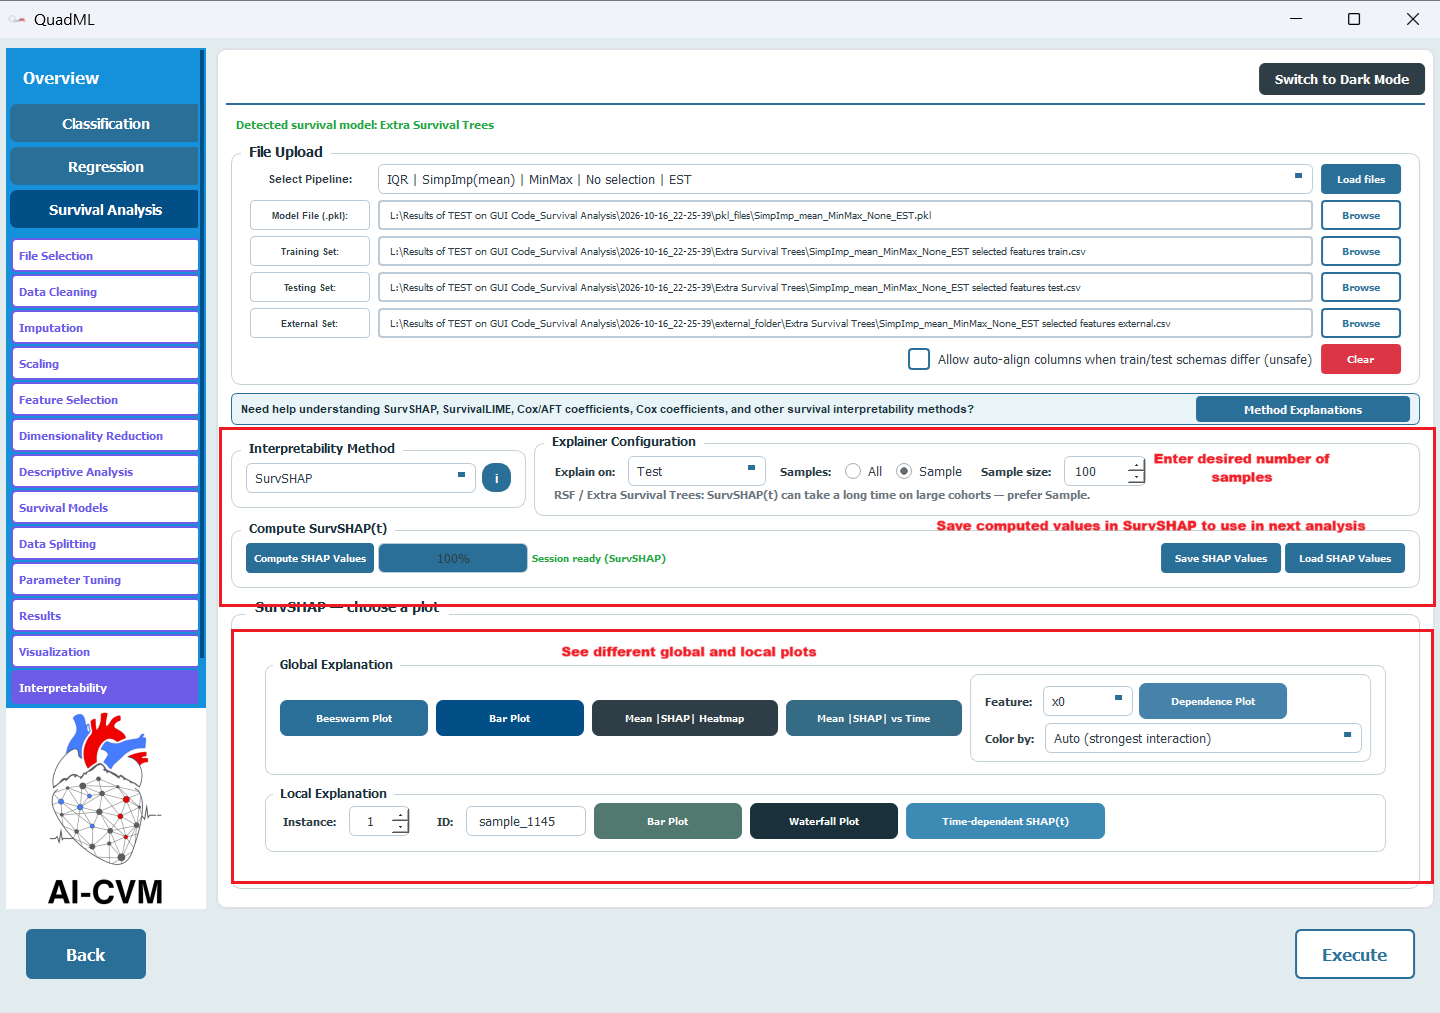 QuadML
Overview
Classification
Regression
Survival Analysis
File Selection
Data Cleaning
Imputation
Scaling
Feature Selection
Dimensionality Reduction
Descriptive Analysis
Survival Models
Data Splitting
Parameter Tuning
Results
Visualization
Interpretability
AI-CVM
Back
Switch to Dark Mode
Detected survival model: Extra Survival Trees
File Upload
Select Pipeline: IQR | SimpImp(mean) | MinMax | No selection | EST Load files
Model File (.pkl): L:\Results of TEST on GUI Code_Survival Analysis\2026-10-16_22-25-39\pkl_files\SimpImp_mean_MinMax_None_EST.pkl Browse
Training Set: L:\Results of TEST on GUI Code_Survival Analysis\2026-10-16_22-25-39\Extra Survival Trees\SimpImp_mean_MinMax_None_EST selected features train.csv Browse
Testing Set: L:\Results of TEST on GUI Code_Survival Analysis\2026-10-16_22-25-39\Extra Survival Trees\SimpImp_mean_MinMax_None_EST selected features test.csv Browse
External Set: L:\Results of TEST on GUI Code_Survival Analysis\2026-10-16_22-25-39\external_folder\Extra Survival Trees\SimpImp_mean_MinMax_None_EST selected features external.csv Browse
Allow auto-align columns when train/test schemas differ (unsafe) Clear
Need help understanding SurvSHAP, SurvivalLIME, Cox/AFT coefficients, Cox coefficients, and other survival interpretability methods? Method Explanations
Interpretability Method
SurvSHAP i
Explainer Configuration
Explain on: Test Samples: All Sample Sample size: 100
Enter desired number of
samples
RSF / Extra Survival Trees: SurvSHAP(t) can take a long time on large cohorts — prefer Sample.
Save computed values in SurvSHAP to use in next analysis
Compute SurvSHAP(t)
Compute SHAP Values 100% Session ready (SurvSHAP) Save SHAP Values Load SHAP Values
SurvSHAP — choose a plot
See different global and local plots
Global Explanation
Beeswarm Plot Bar Plot Mean |SHAP| Heatmap Mean |SHAP| vs Time
Feature: x0 Dependence Plot
Color by: Auto (strongest interaction)
Local Explanation
Instance: 1 ID: sample_1145 Bar Plot Waterfall Plot Time-dependent SHAP(t)
Execute